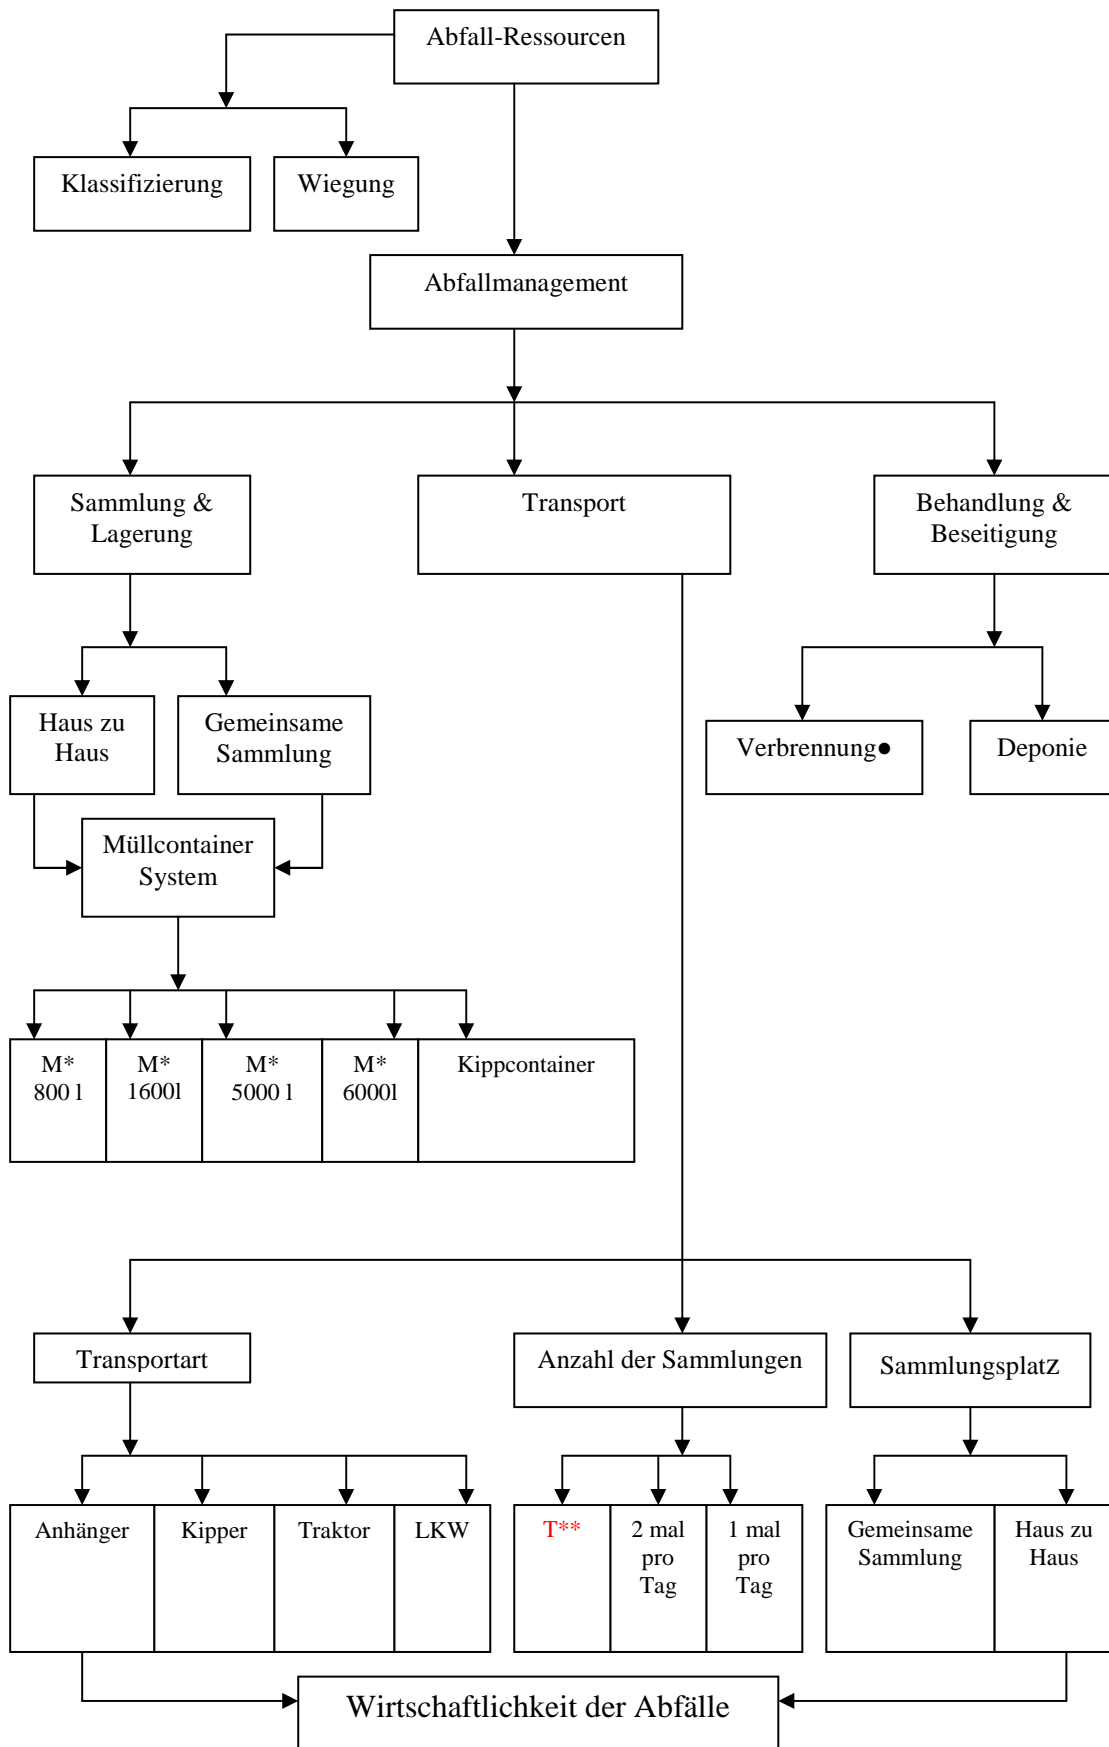 Abfall-Ressourcen
Klassifizierung
Wiegung
Abfallmanagement
Sammlung &
Lagerung
Transport
Behandlung &
Beseitigung
Haus zu
Haus
Gemeinsame
Sammlung
Verbrennung●
Deponie
Müllcontainer
System
M*
800 l
M*
1600l
M*
5000 l
M*
6000l
Kippcontainer
Transportart
Anzahl der Sammlungen
Sammlungsplatz
Anhänger
Kipper
Traktor
LKW
T**
2 mal
pro
Tag
1 mal
pro
Tag
Gemeinsame
Sammlung
Haus zu
Haus
Wirtschaftlichkeit der Abfälle